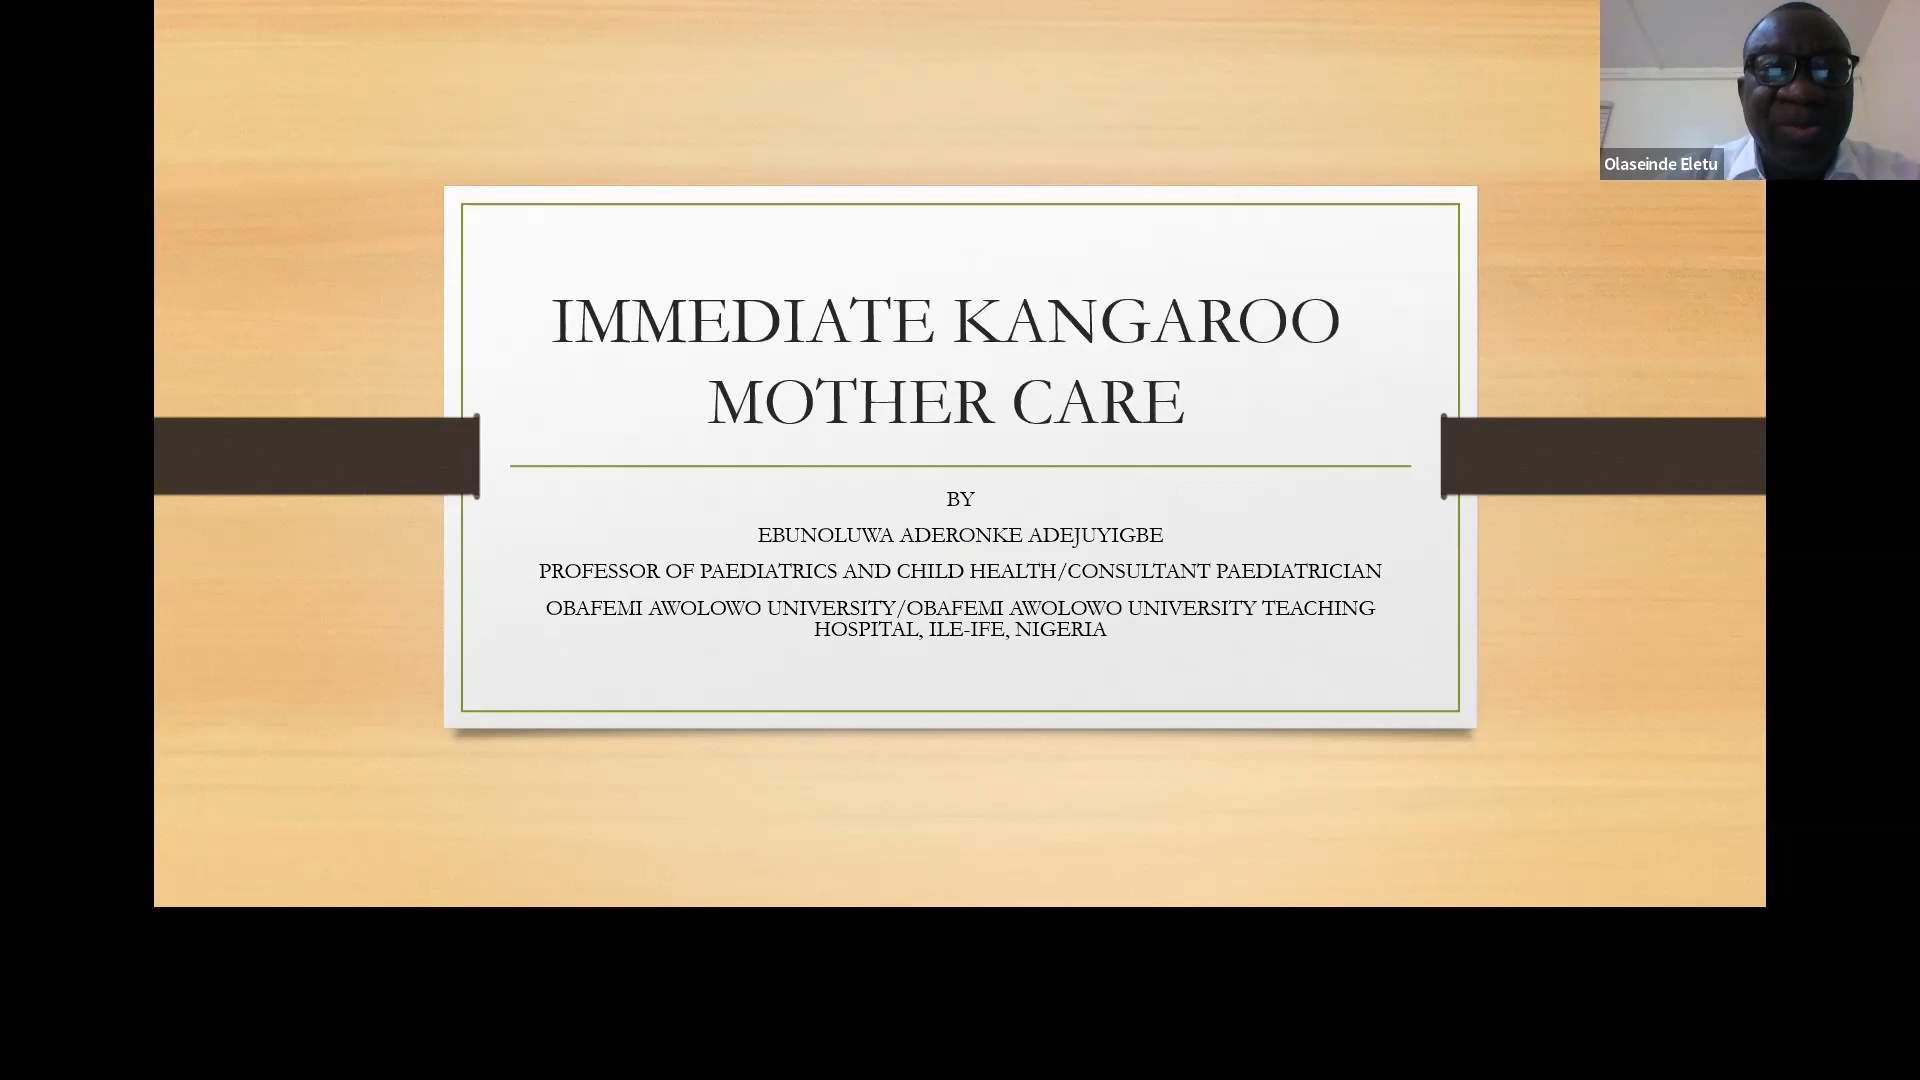 Olaseinde Eletu
IMMEDIATE KANGAROO
MOTHER CARE
BY
EBUNOLUWA ADERONKE ADEJUYIGBE
PROFESSOR OF PAEDIATRICS AND CHILD HEALTH/CONSULTANT PAEDIATRICIAN
OBAFEMI AWOLOWO UNIVERSITY/OBAFEMI AWOLOWO UNIVERSITY TEACHING
HOSPITAL, ILE-IFE, NIGERIA